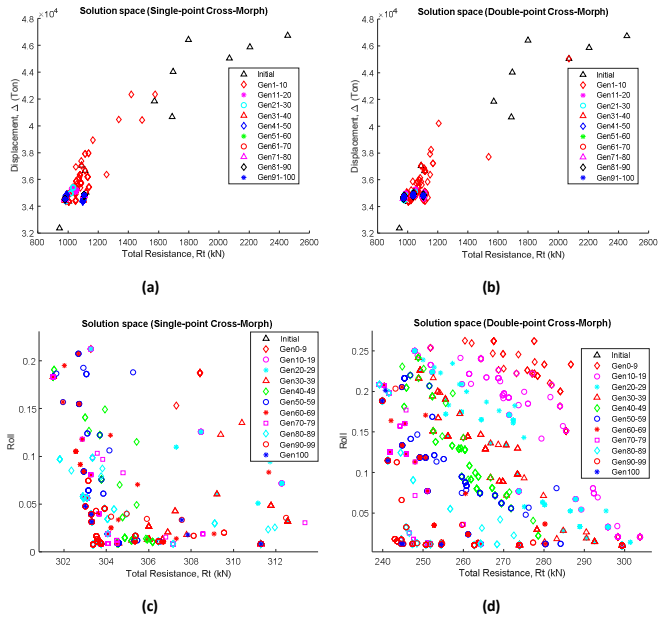 Solution space (Single-point Cross-Morph)
4.8 ×10⁴
4.6
4.4
4.2
4
3.8
3.6
3.4
3.2
Displacement, Δ (Ton)
800 1000 1200 1400 1600 1800 2000 2200 2400 2600
Total Resistance, Rt (kN)
Initial
Gen1-10
Gen11-20
Gen21-30
Gen31-40
Gen41-50
Gen51-60
Gen61-70
Gen71-80
Gen81-90
Gen91-100
(a)
Solution space (Double-point Cross-Morph)
4.8 ×10⁴
4.6
4.4
4.2
4
3.8
3.6
3.4
3.2
Displacement, Δ (Ton)
800 1000 1200 1400 1600 1800 2000 2200 2400 2600
Total Resistance, Rt (kN)
Initial
Gen1-10
Gen11-20
Gen21-30
Gen31-40
Gen41-50
Gen51-60
Gen61-70
Gen71-80
Gen81-90
Gen91-100
(b)
Solution space (Single-point Cross-Morph)
0.2
0.15
0.1
0.05
0
Roll
302 304 306 308 310 312
Total Resistance, Rt (kN)
Initial
Gen0-9
Gen10-19
Gen20-29
Gen30-39
Gen40-49
Gen50-59
Gen60-69
Gen70-79
Gen80-89
Gen90-99
Gen100
(c)
Solution space (Double-point Cross-Morph)
0.25
0.2
0.15
0.1
0.05
Roll
240 250 260 270 280 290 300
Total Resistance, Rt (kN)
Initial
Gen0-9
Gen10-19
Gen20-29
Gen30-39
Gen40-49
Gen50-59
Gen60-69
Gen70-79
Gen80-89
Gen90-99
Gen100
(d)